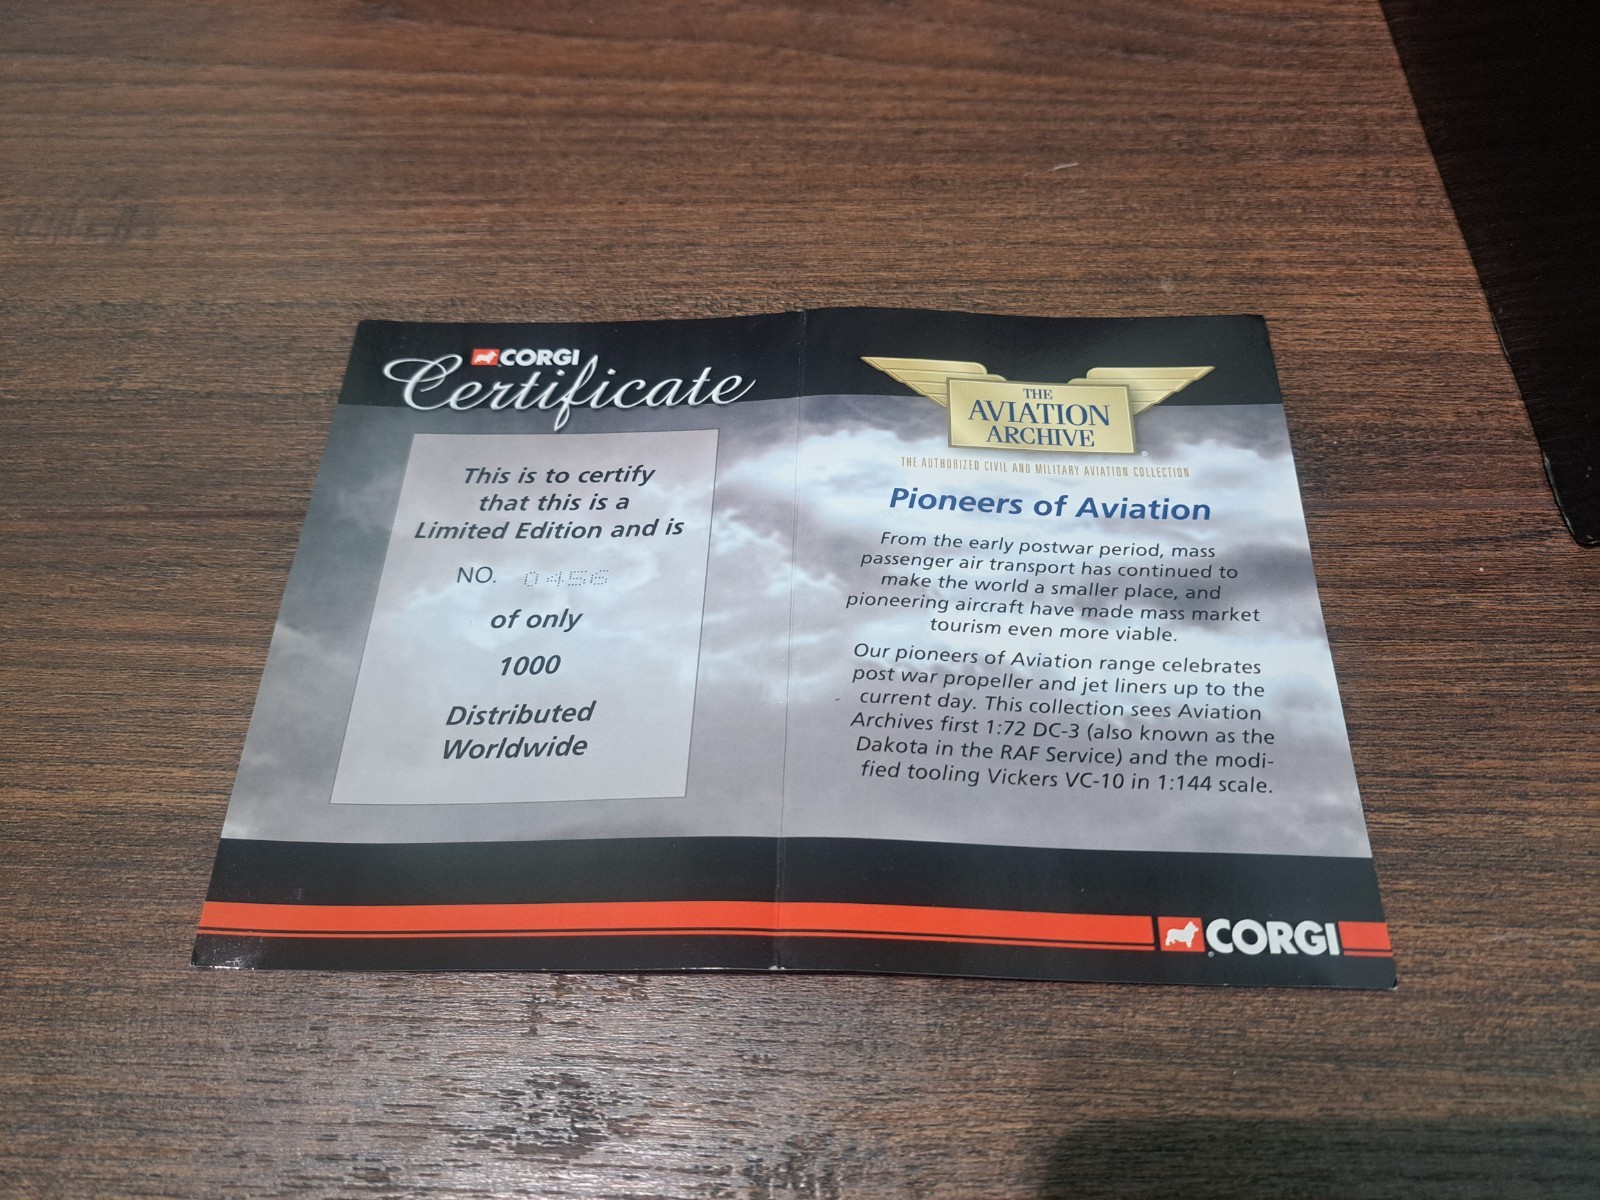 CORGI
Certificate
This is to certify
that this is a
Limited Edition and is
NO. 0456
of only
1000
Distributed
Worldwide
THE
AVIATION
ARCHIVE
THE AUTHORIZED CIVIL AND MILITARY AVIATION COLLECTION
Pioneers of Aviation
From the early postwar period, mass
passenger air transport has continued to
make the world a smaller place, and
pioneering aircraft have made mass market
tourism even more viable.
Our pioneers of Aviation range celebrates
post war propeller and jet liners up to the
current day. This collection sees Aviation
Archives first 1:72 DC-3 (also known as the
Dakota in the RAF Service) and the modi-
fied tooling Vickers VC-10 in 1:144 scale.
CORGI